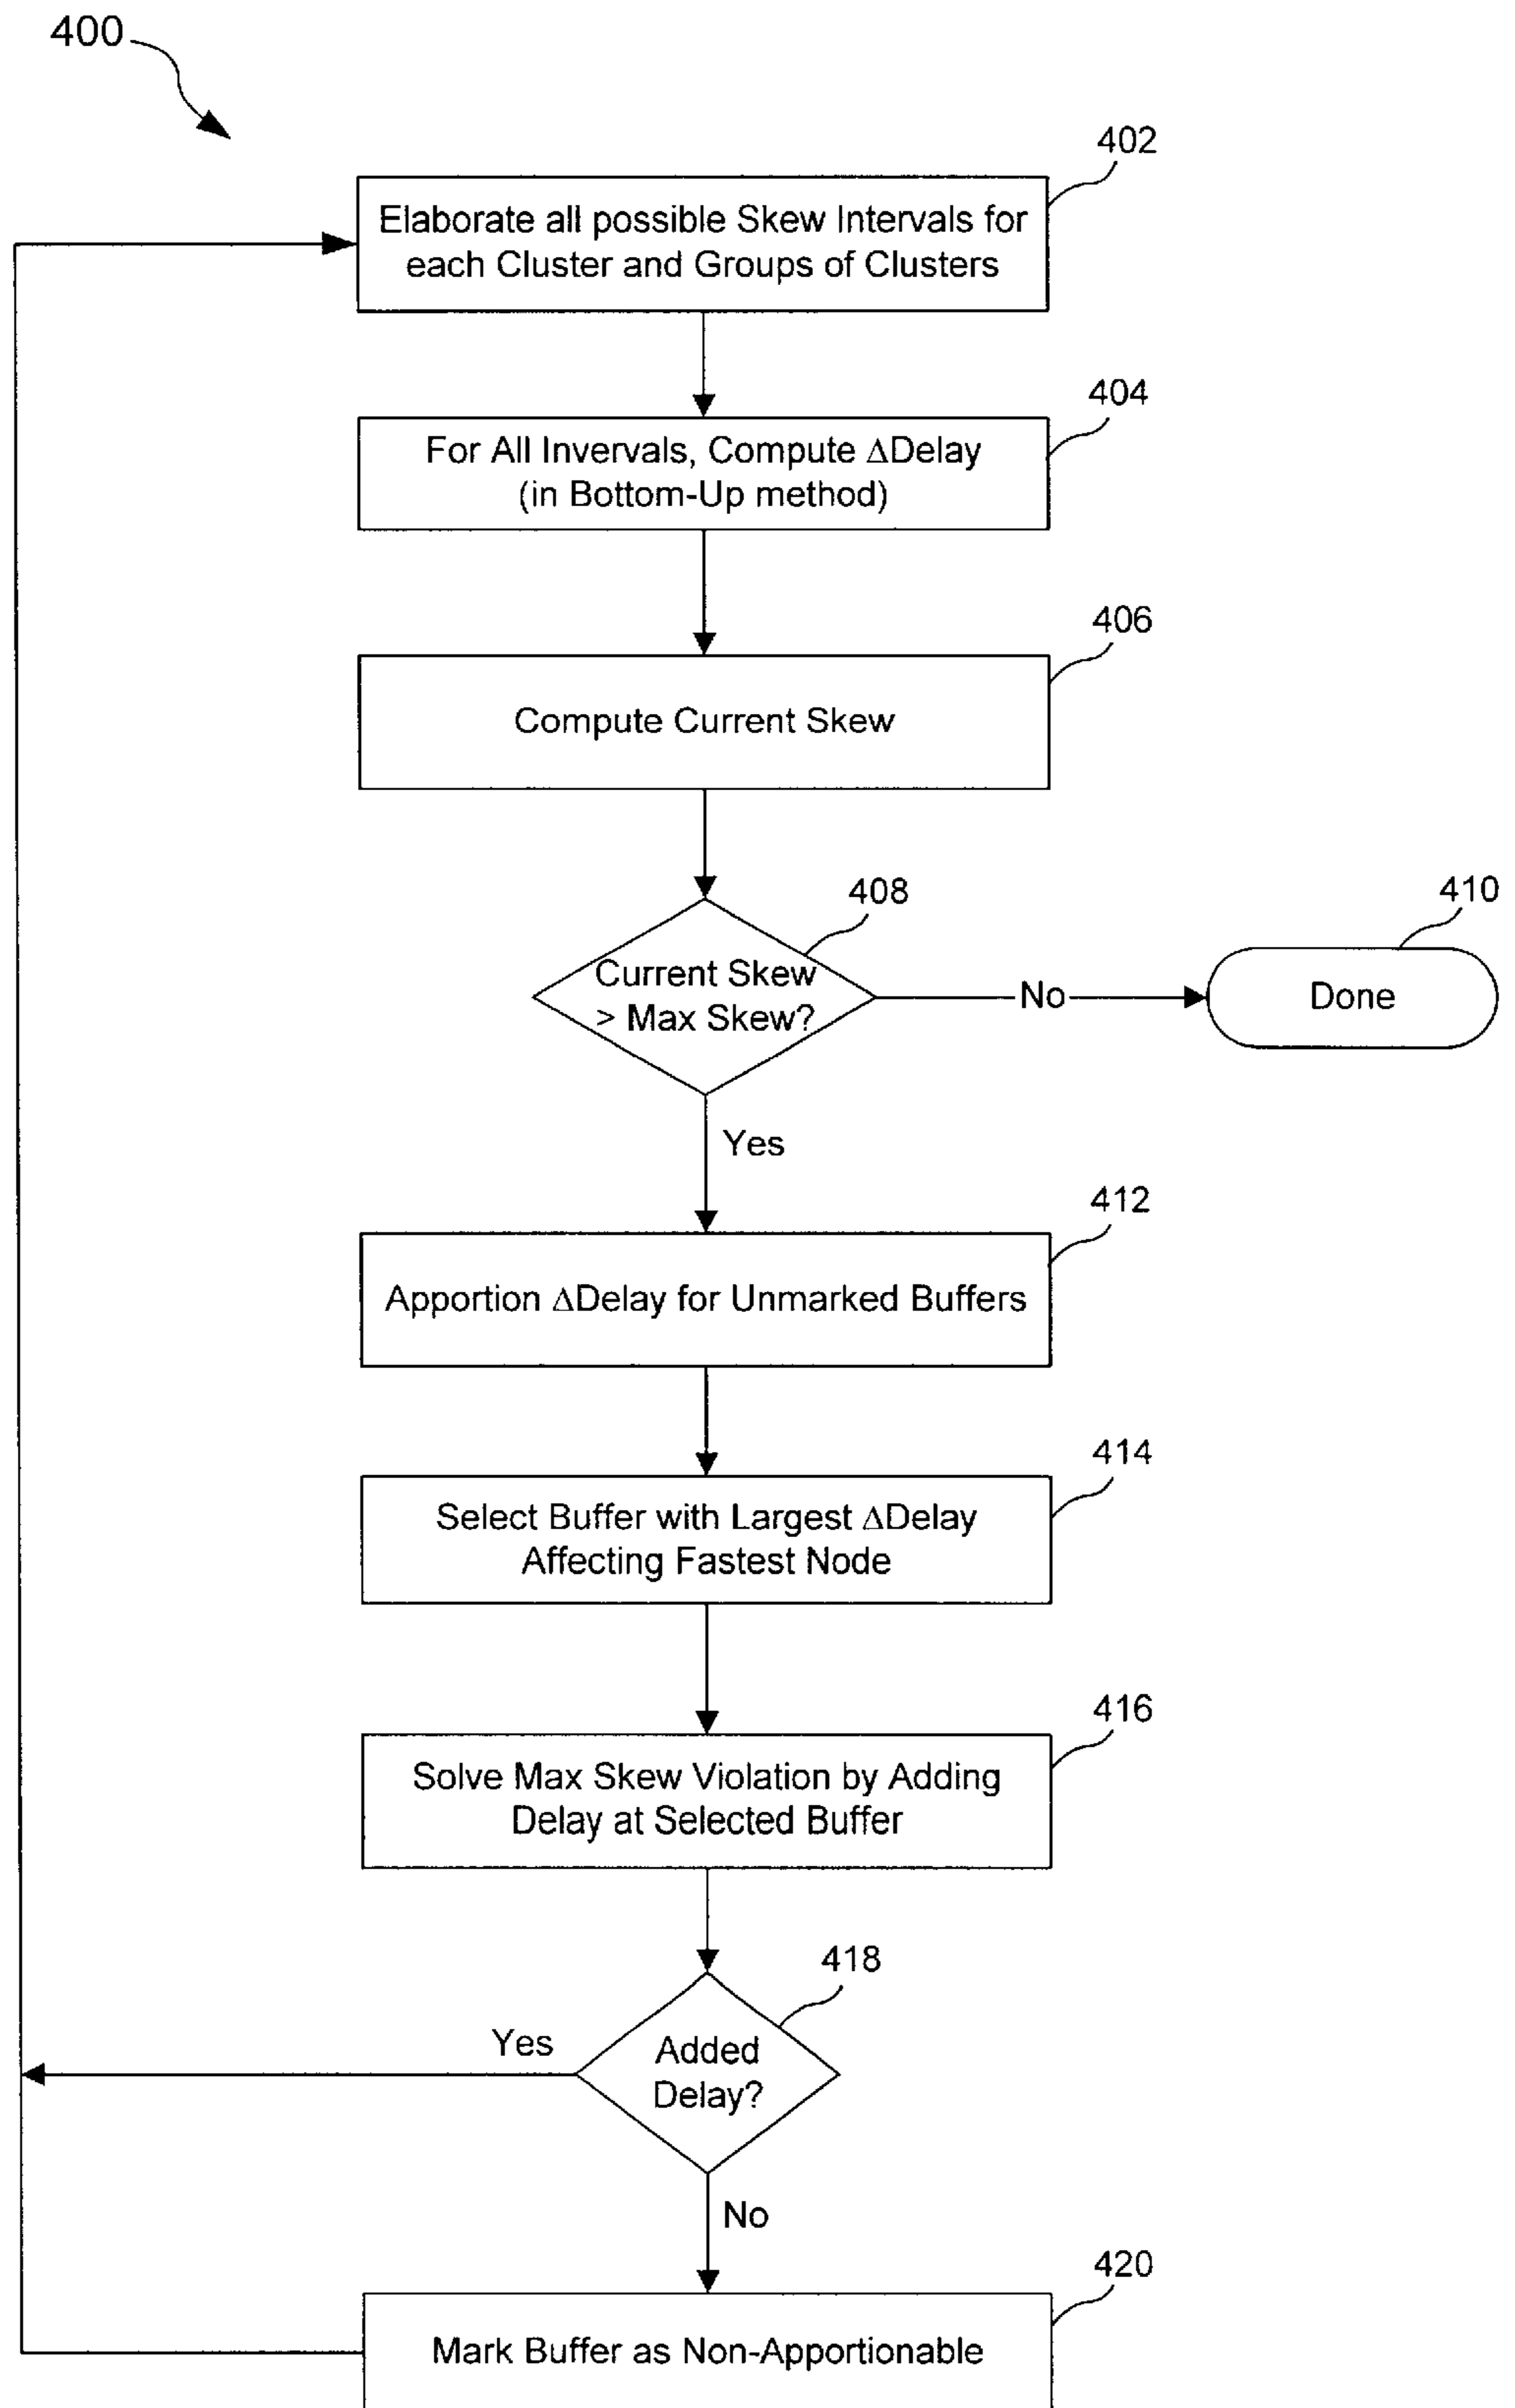 400
402
Elaborate all possible Skew Intervals for
each Cluster and Groups of Clusters
404
For All Invervals, Compute ΔDelay
(in Bottom-Up method)
406
Compute Current Skew
408
Current Skew
> Max Skew?
No
410
Done
Yes
412
Apportion ΔDelay for Unmarked Buffers
414
Select Buffer with Largest ΔDelay
Affecting Fastest Node
416
Solve Max Skew Violation by Adding
Delay at Selected Buffer
418
Added
Delay?
Yes
No
420
Mark Buffer as Non-Apportionable